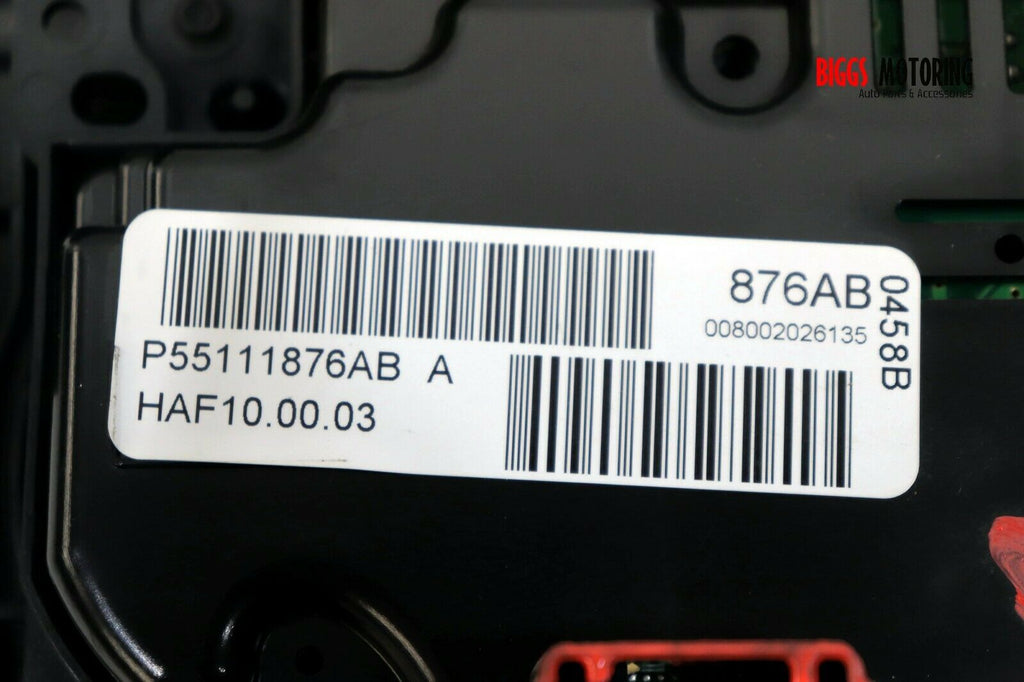 BIGGS MOTORING
Auto Parts & Accessories
876AB
008002026135
0458B
P55111876AB A
HAF10.00.03